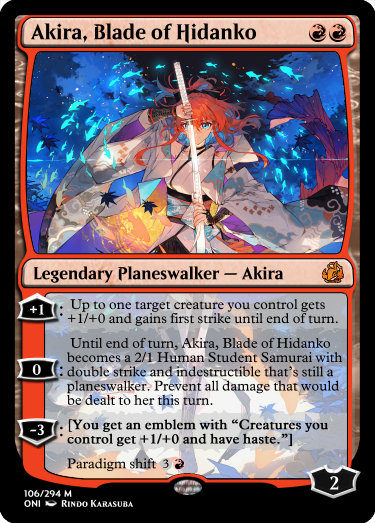 Akira, Blade of Hidanko
Legendary Planeswalker — Akira
+1: Up to one target creature you control gets
+1/+0 and gains first strike until end of turn.
Until end of turn, Akira, Blade of Hidanko
becomes a 2/1 Human Student Samurai with
0: double strike and indestructible that's still a
planeswalker. Prevent all damage that would
be dealt to her this turn.
-3: [You get an emblem with “Creatures you
control get +1/+0 and have haste.”]
Paradigm shift 3
2
106/294 M
ONI Rindo Karasuba